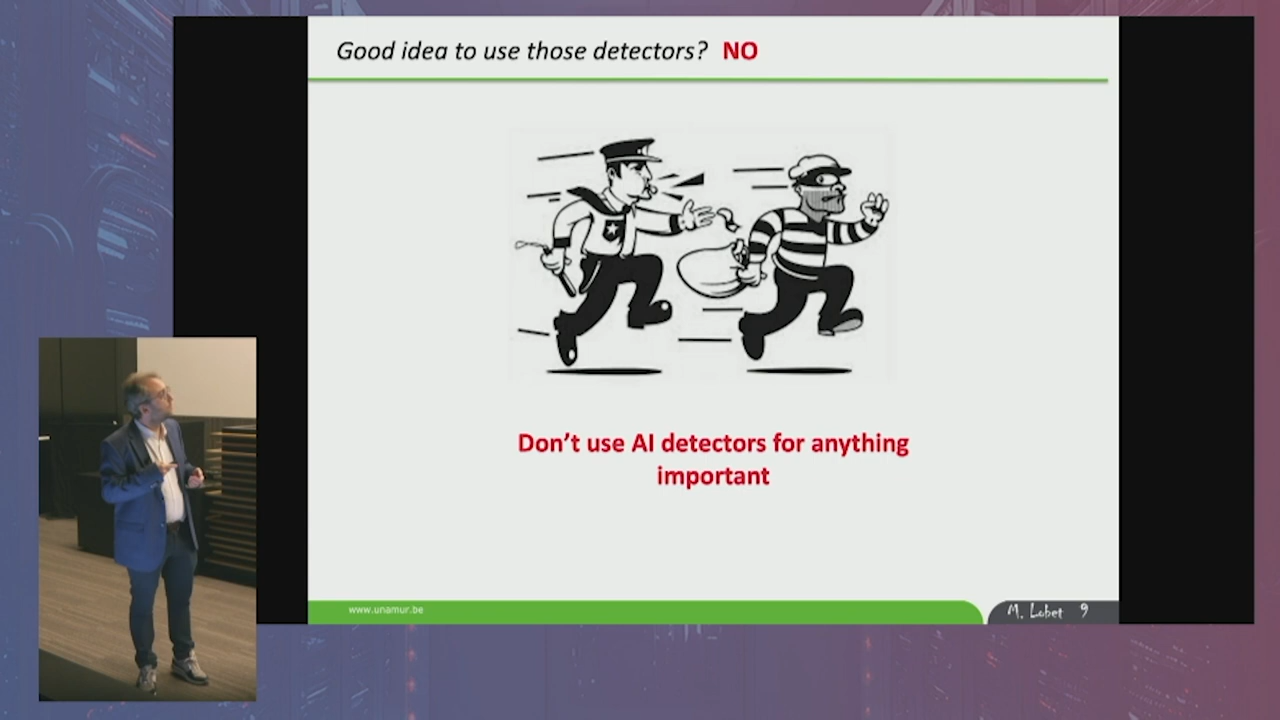 Good idea to use those detectors? NO
Don't use AI detectors for anything
important
www.unamur.be
M. Lobet 9